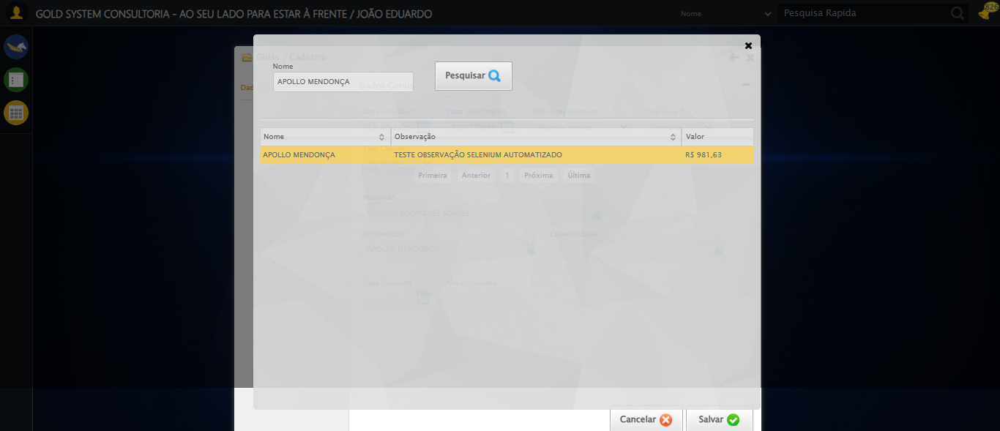 GOLD SYSTEM CONSULTORIA - AO SEU LADO PARA ESTAR À FRENTE / JOÃO EDUARDO
Nome
Pesquisa Rapida
826
Guias / Cadastro
Nome
APOLLO MENDONÇA
Pesquisar
Dados Gerais
Data Emissão *
Data Vencimento
Tipo Agendamento *
Tipo Guia *
Nome
Observação
Valor
APOLLO MENDONÇA
TESTE OBSERVAÇÃO SELENIUM AUTOMATIZADO
R$ 981,63
Primeira
Anterior
1
Próxima
Última
Paciente *
VINICIUS RODRIGUES SOARES
Conveniado *
Especialidade *
APOLLO MENDONÇA
Data Consulta
Hora Consulta
Cancelar
Salvar